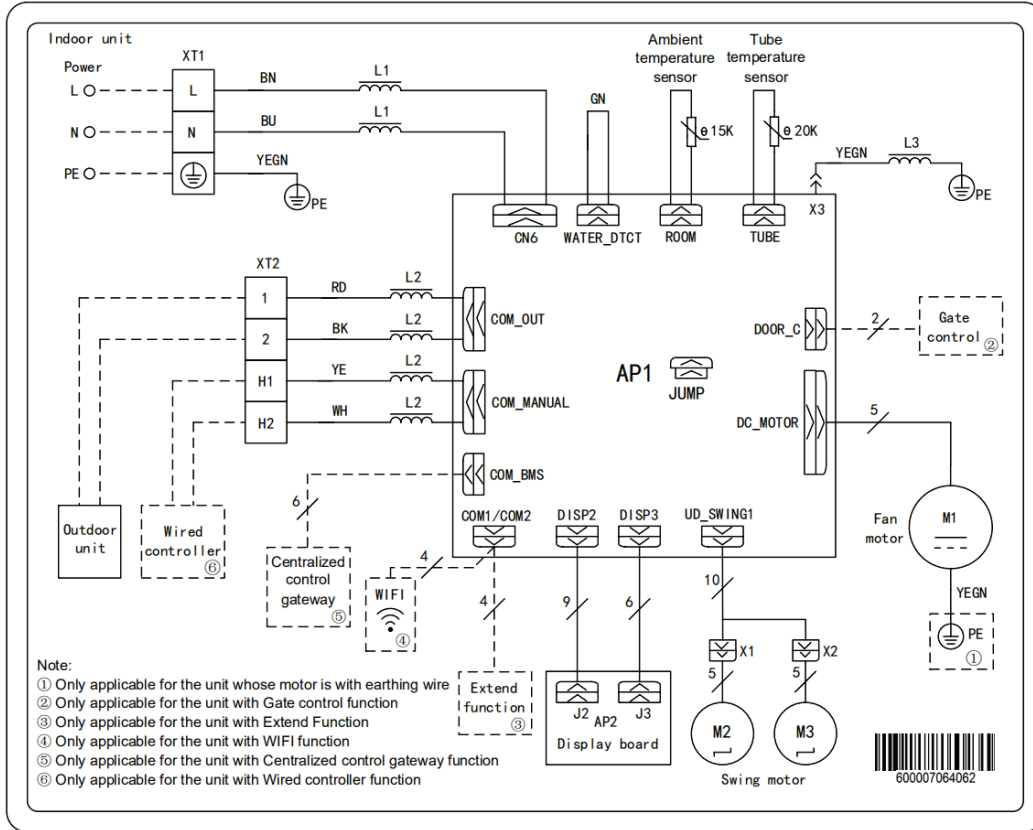 Indoor unit
Power
XT1
L
L
BN
L1
N
N
BU
L1
PE
YEGN
PE
Ambient
temperature
sensor
Tube
temperature
sensor
GN
θ 15K
θ 20K
YEGN
L3
PE
X3
CN6
WATER_DTCT
ROOM
TUBE
XT2
1
RD
L2
COM_OUT
2
BK
L2
H1
YE
L2
COM_MANUAL
H2
WH
L2
AP1
JUMP
DOOR_C
2
Gate
control ②
DC_MOTOR
5
COM_BMS
6
COM1/COM2
DISP2
DISP3
UD_SWING1
Outdoor
unit
Wired
controller
⑥
Centralized
control
gateway
⑤
WIFI
④
4
4
9
6
10
Fan
motor
M1
YEGN
PE
①
X1
X2
5
5
M2
M3
Swing motor
Extend
function
③
J2
J3
AP2
Display board
Note:
① Only applicable for the unit whose motor is with earthing wire
② Only applicable for the unit with Gate control function
③ Only applicable for the unit with Extend Function
④ Only applicable for the unit with WIFI function
⑤ Only applicable for the unit with Centralized control gateway function
⑥ Only applicable for the unit with Wired controller function
600007064062